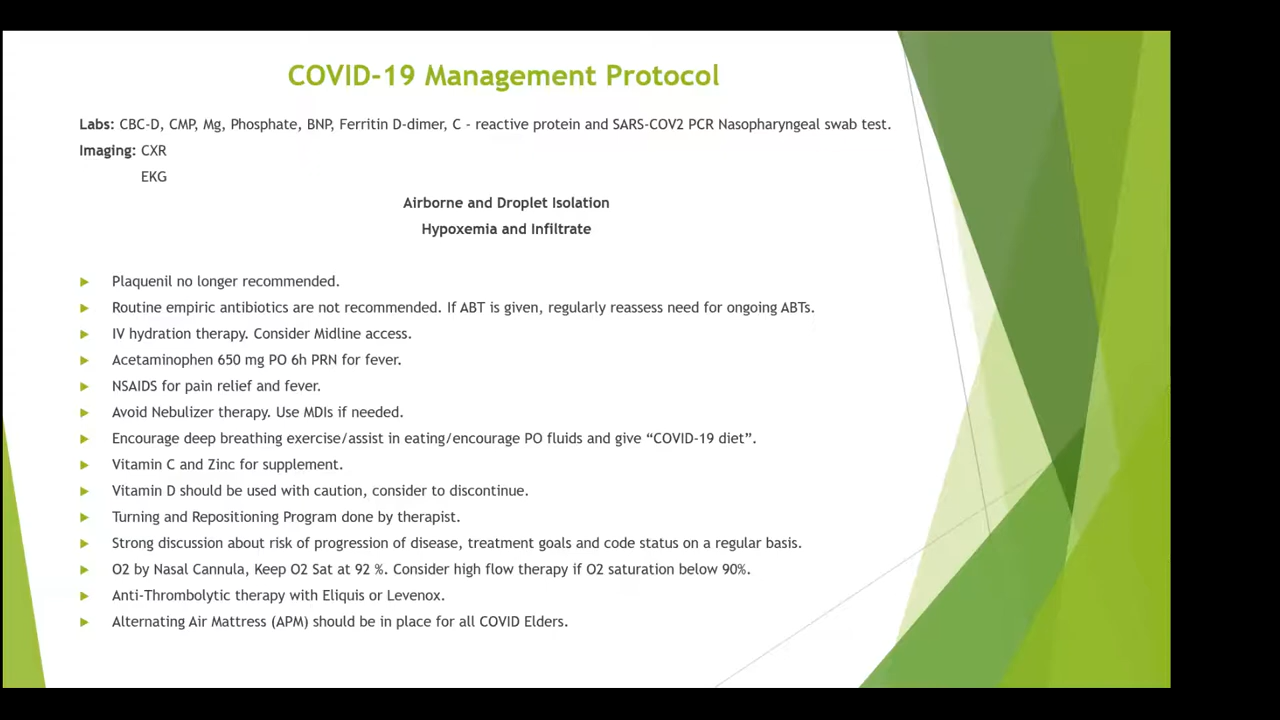 COVID-19 Management Protocol
Labs: CBC-D, CMP, Mg, Phosphate, BNP, Ferritin D-dimer, C - reactive protein and SARS-COV2 PCR Nasopharyngeal swab test.
Imaging: CXR
EKG
Airborne and Droplet Isolation
Hypoxemia and Infiltrate
Plaquenil no longer recommended.
Routine empiric antibiotics are not recommended. If ABT is given, regularly reassess need for ongoing ABTs.
IV hydration therapy. Consider Midline access.
Acetaminophen 650 mg PO 6h PRN for fever.
NSAIDS for pain relief and fever.
Avoid Nebulizer therapy. Use MDIs if needed.
Encourage deep breathing exercise/assist in eating/encourage PO fluids and give “COVID-19 diet”.
Vitamin C and Zinc for supplement.
Vitamin D should be used with caution, consider to discontinue.
Turning and Repositioning Program done by therapist.
Strong discussion about risk of progression of disease, treatment goals and code status on a regular basis.
O2 by Nasal Cannula, Keep O2 Sat at 92 %. Consider high flow therapy if O2 saturation below 90%.
Anti-Thrombolytic therapy with Eliquis or Levenox.
Alternating Air Mattress (APM) should be in place for all COVID Elders.